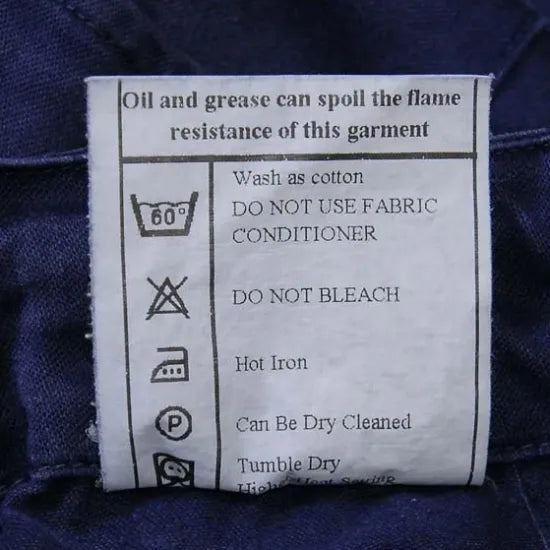 Oil and grease can spoil the flame
resistance of this garment
60°
Wash as cotton
DO NOT USE FABRIC
CONDITIONER
DO NOT BLEACH
Hot Iron
P
Can Be Dry Cleaned
Tumble Dry